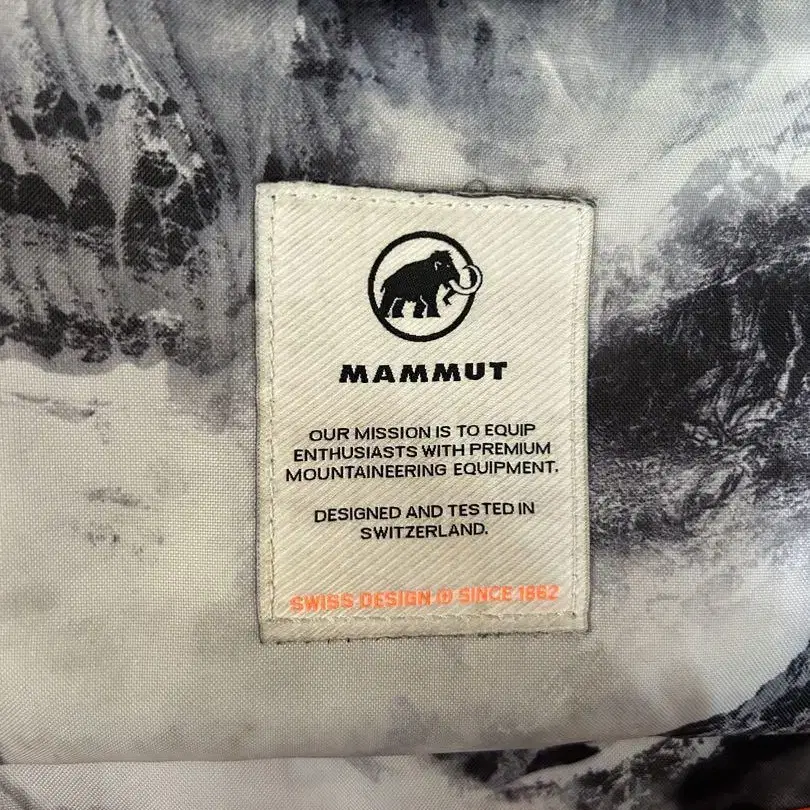 MAMMUT
OUR MISSION IS TO EQUIP
ENTHUSIASTS WITH PREMIUM
MOUNTAINEERING EQUIPMENT.
DESIGNED AND TESTED IN
SWITZERLAND.
SWISS DESIGN SINCE 1862